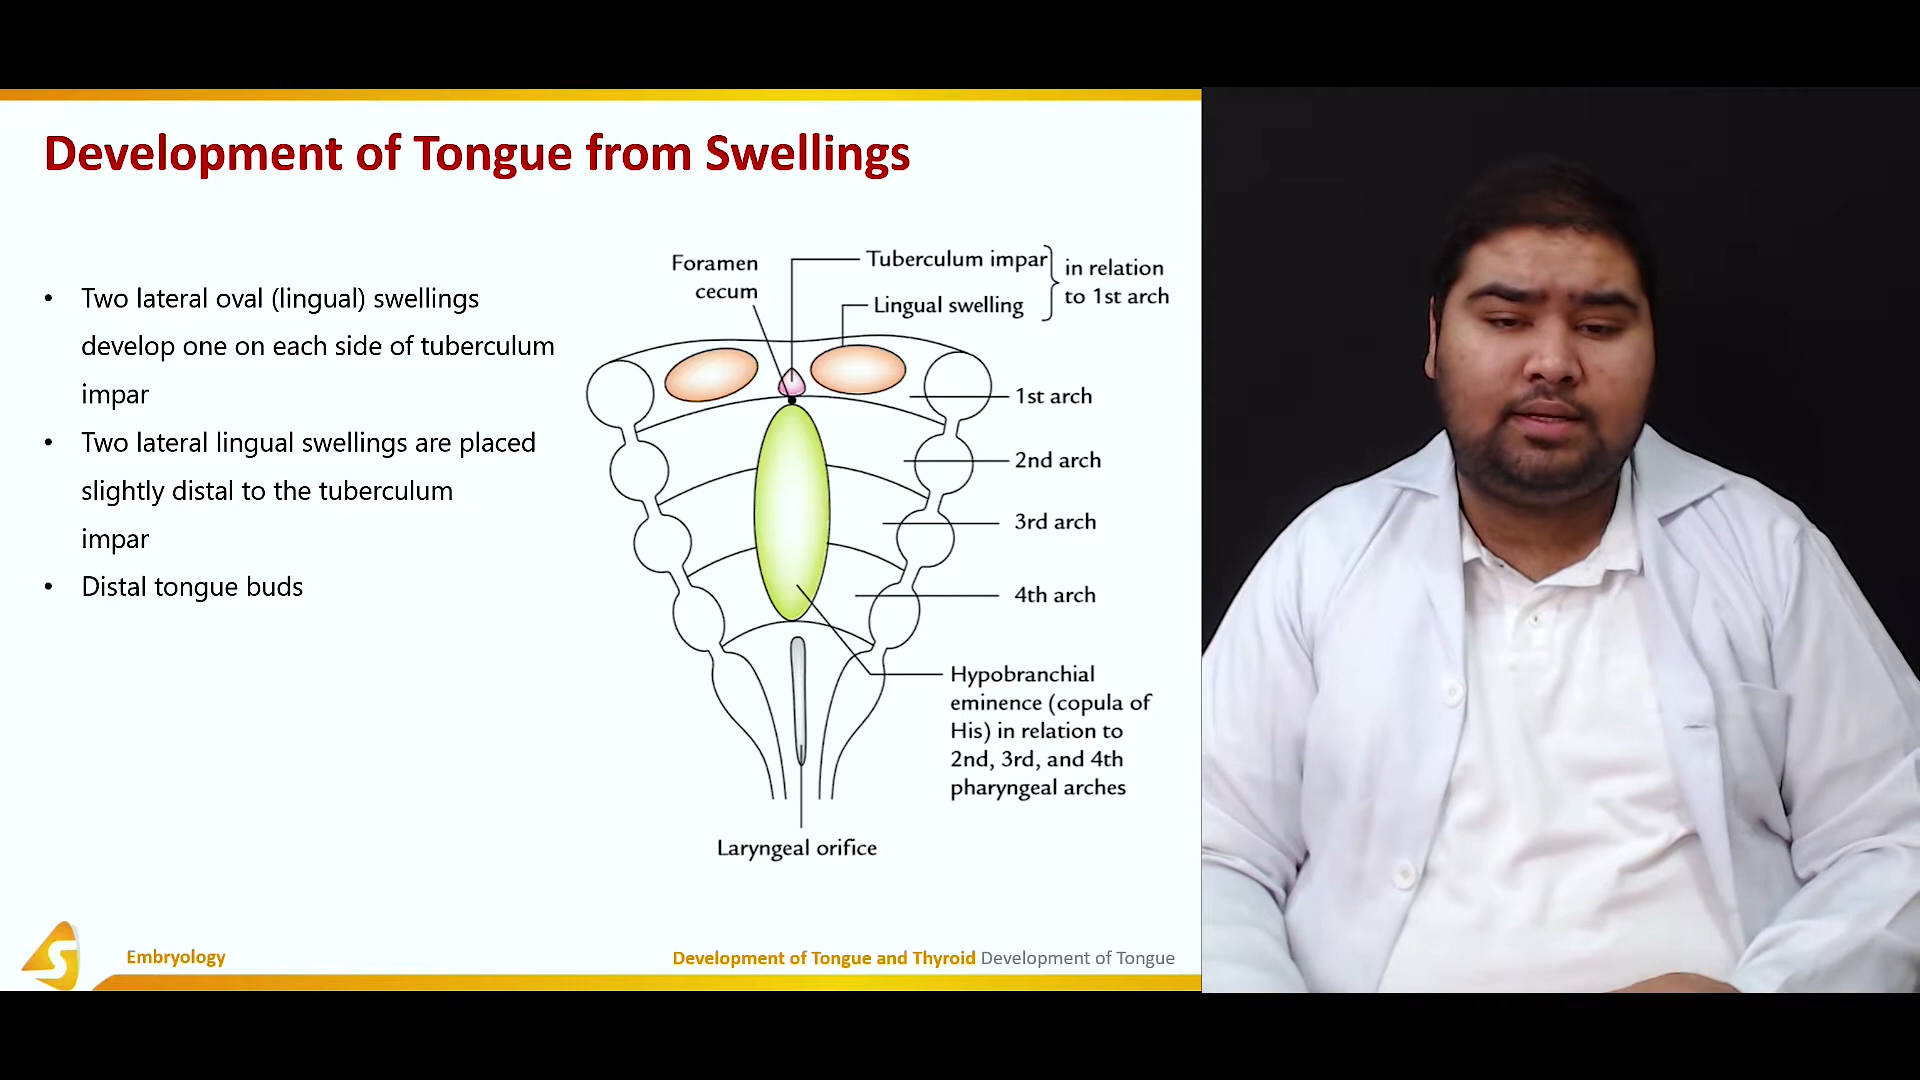 Development of Tongue from Swellings
• Two lateral oval (lingual) swellings
develop one on each side of tuberculum
impar
• Two lateral lingual swellings are placed
slightly distal to the tuberculum
impar
• Distal tongue buds
Foramen
cecum
Tuberculum impar
Lingual swelling
in relation
to 1st arch
1st arch
2nd arch
3rd arch
4th arch
Hypobranchial
eminence (copula of
His) in relation to
2nd, 3rd, and 4th
pharyngeal arches
Laryngeal orifice
S
Embryology
Development of Tongue and Thyroid Development of Tongue